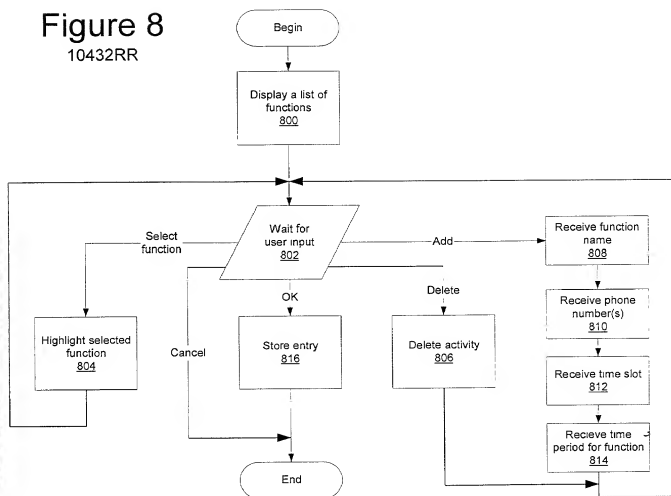 Figure 8
10432RR
Begin
Display a list of
functions
800
Wait for
user input
802
Select
function
Add
Receive function
name
808
OK
Delete
Cancel
Receive phone
number(s)
810
Highlight selected
function
804
Store entry
816
Delete activity
806
Receive time slot
812
Recieve time
period for function
814
End